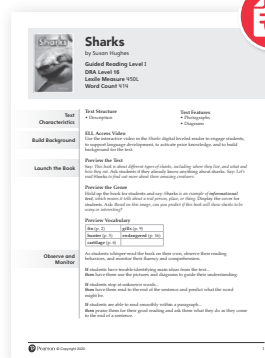 Sharks
Sharks
by Susan Hughes
Guided Reading Level I
DRA Level 16
Lexile Measure 450L
Word Count 414
Text
Characteristics
Text Structure
• Description
Text Features
• Photographs
• Diagrams
Build Background
ELL Access Video
Use the interactive video in the Sharks digital leveled reader to engage students,
to support language development, to activate prior knowledge, and to build
background for the text.
Launch the Book
Preview the Text
Say: This book is about different types of sharks, including where they live, and what and
how they eat. Ask students if they already know anything about sharks. Say: Let's
read Sharks to find out more about these amazing creatures.
Preview the Genre
Hold up the book for students and say: Sharks is an example of informational
text, which means it tells about a real person, place, or thing. Display the cover for
students. Ask: Based on this image, can you predict if this book will show sharks to be
scary or interesting?
Preview Vocabulary
fin (p. 2)
gills (p. 9)
hunter (p. 5)
endangered (p. 16)
cartilage (p. 6)
Observe and
Monitor
As students whisper-read the book on their own, observe their reading
behaviors, and monitor their fluency and comprehension.
If students have trouble identifying main ideas from the text...
then have them use the pictures and diagrams to guide their understanding.
If students stop at unknown words...
then have them read to the end of the sentence and predict what the word
might be.
If students are able to read smoothly within a paragraph...
then praise them for their good reading and ask them what they do as they come
to the end of a sentence.
Pearson © Copyright 2020
1